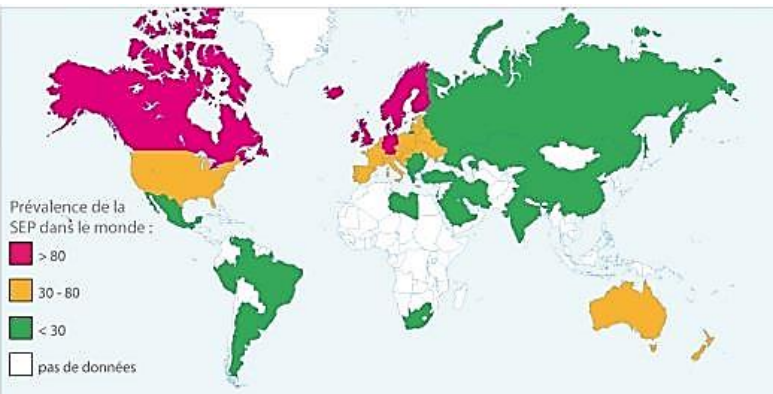 Prévalence de la
SEP dans le monde :
> 80
30 - 80
< 30
pas de données